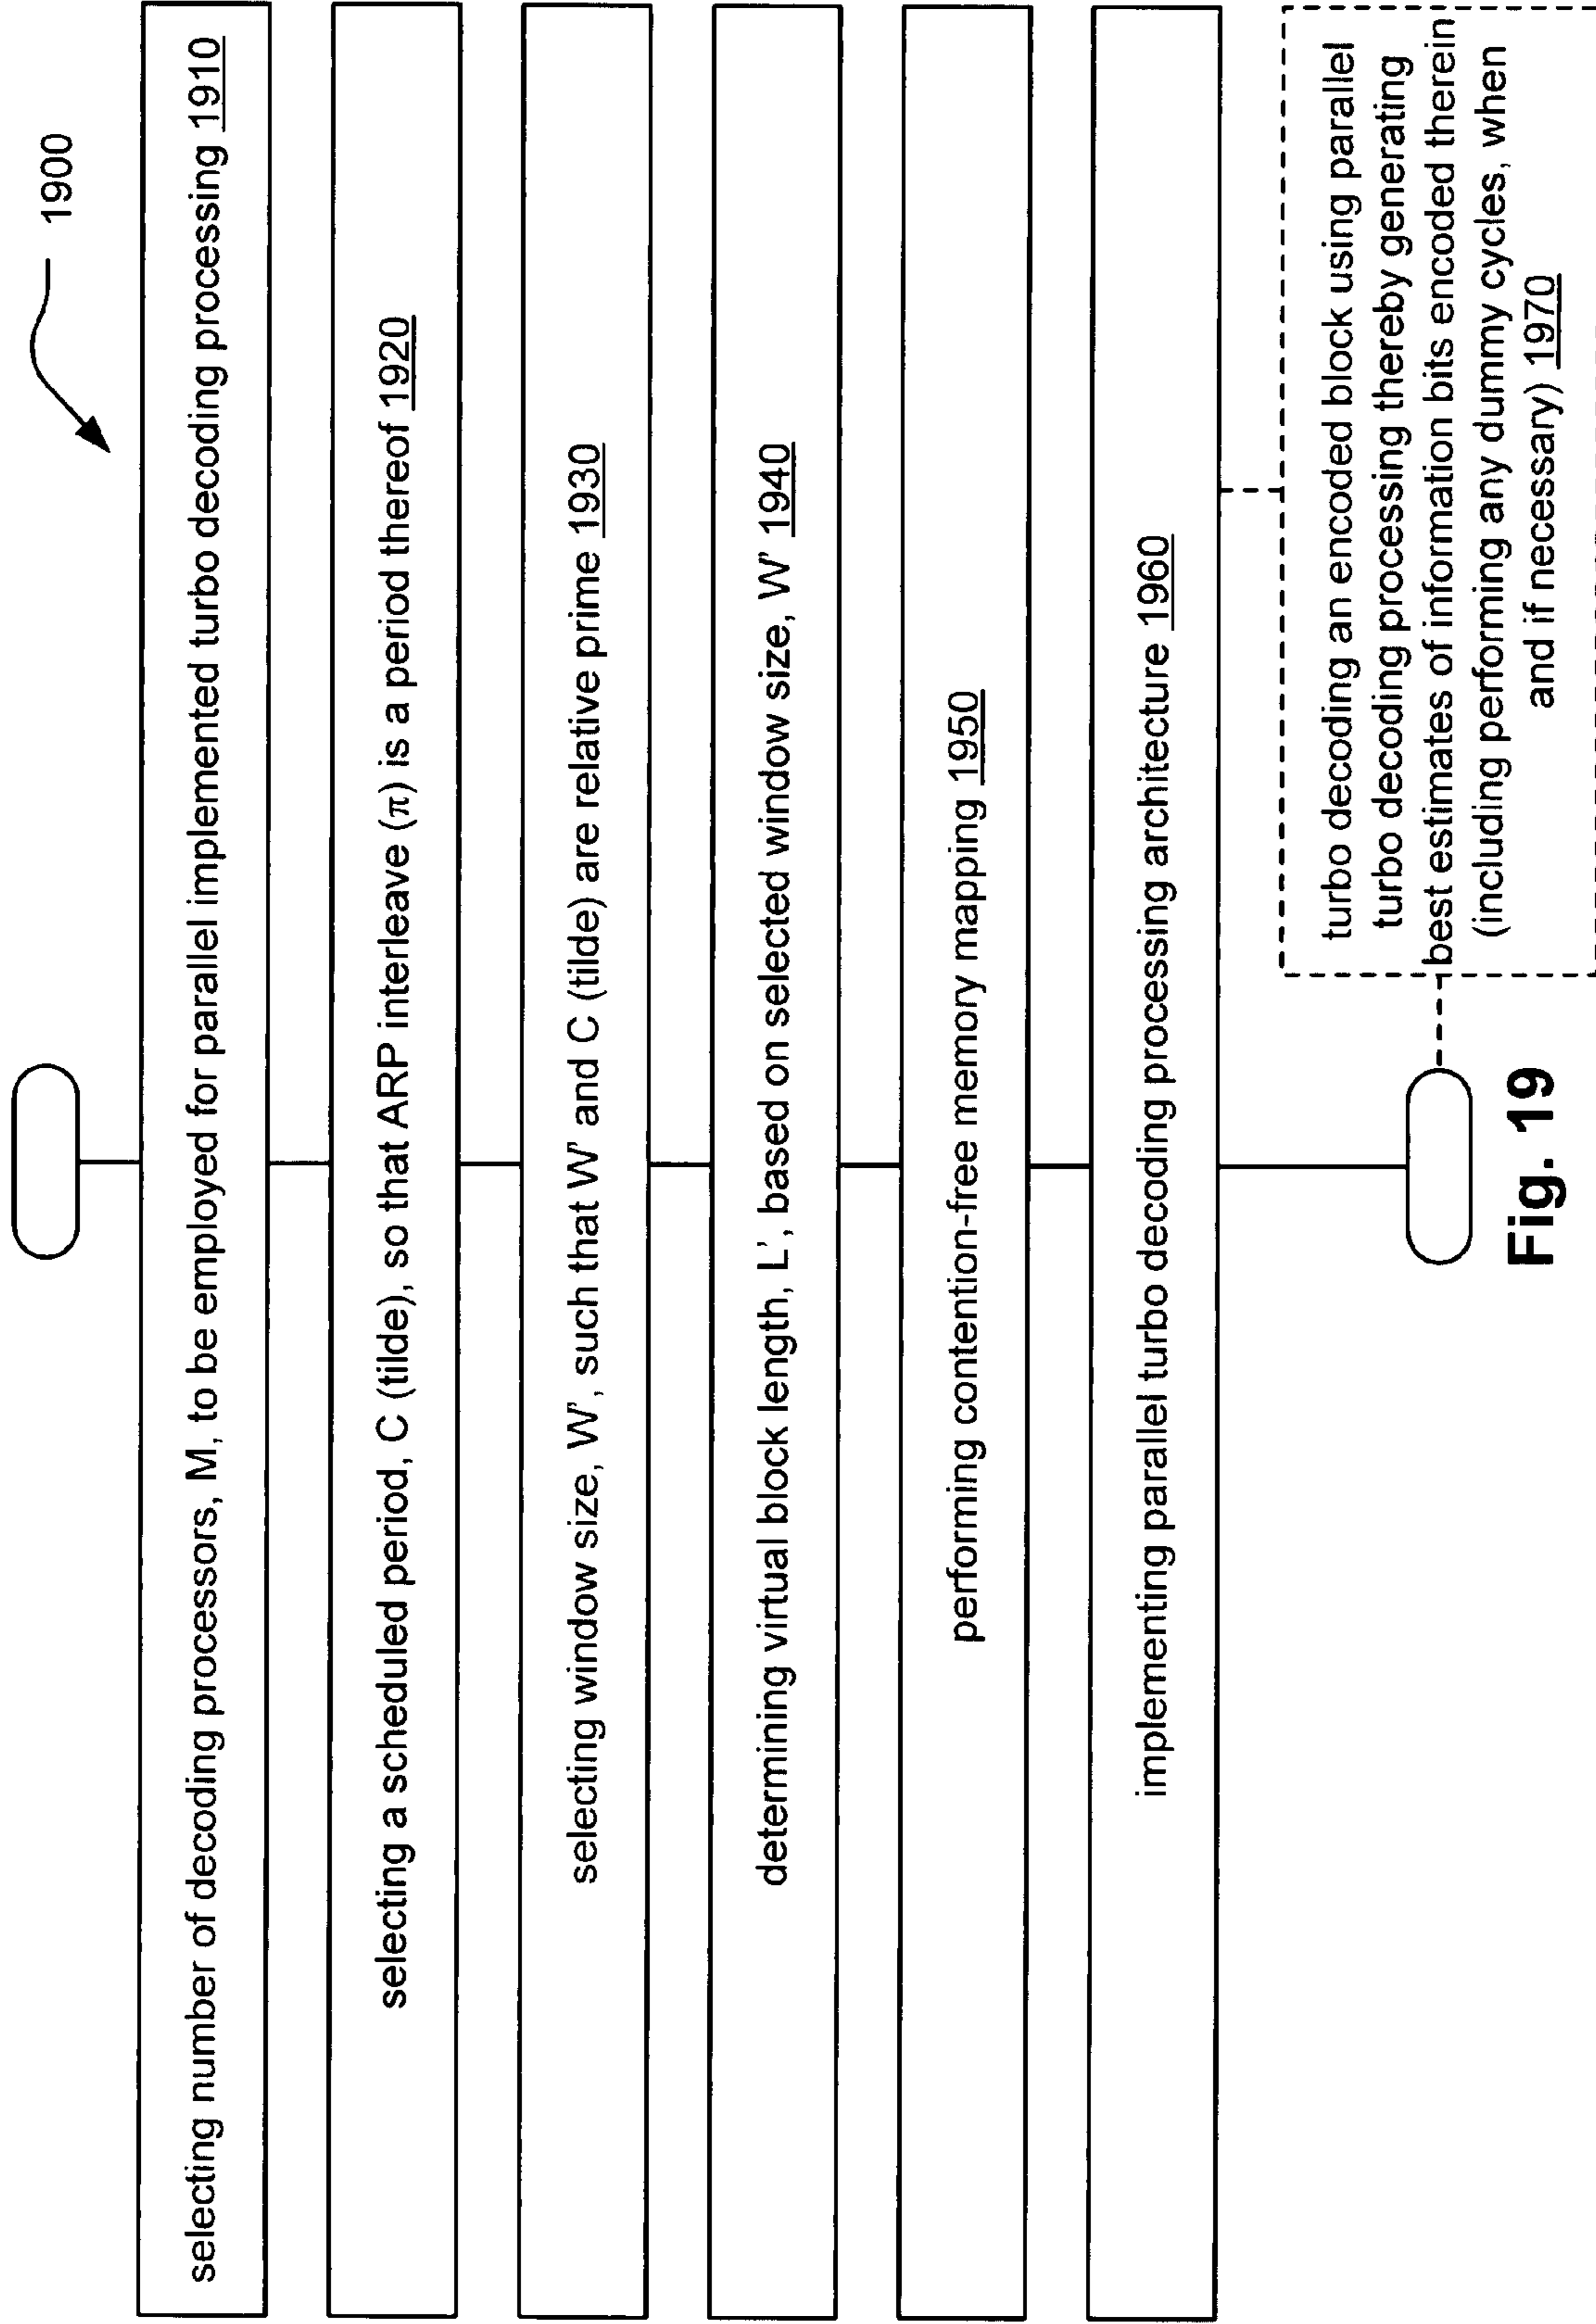 1900
selecting number of decoding processors, M, to be employed for parallel implemented turbo decoding processing 1910
selecting a scheduled period, C (tilde), so that ARP interleave (π) is a period thereof 1920
selecting window size, W', such that W' and C (tilde) are relative prime 1930
determining virtual block length, L', based on selected window size, W' 1940
performing contention-free memory mapping 1950
implementing parallel turbo decoding processing architecture 1960
turbo decoding an encoded block using parallel
turbo decoding processing thereby generating
best estimates of information bits encoded therein
(including performing any dummy cycles, when
and if necessary) 1970
Fig. 19